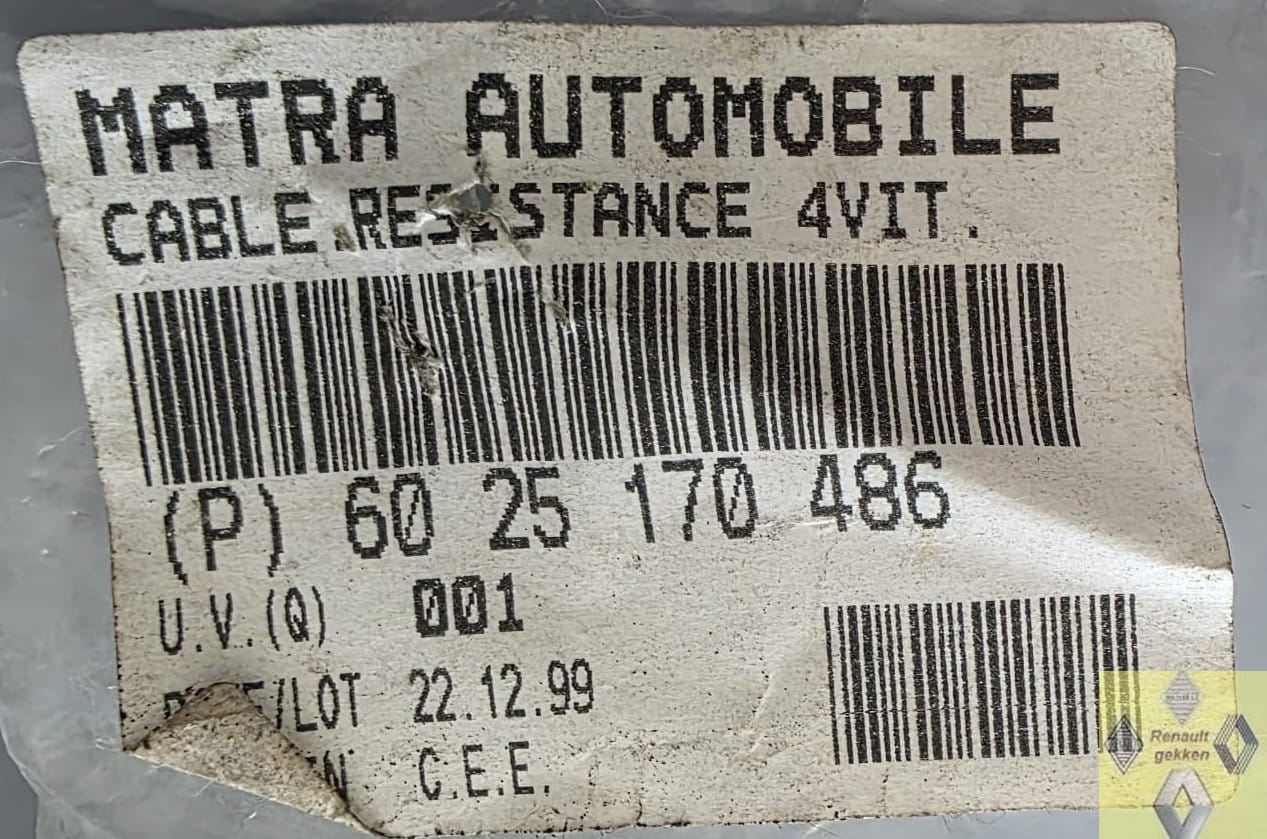 MATRA AUTOMOBILE
CABLE.RESISTANCE 4VIT.
(P) 60 25 170 486
U.V.(Q) 001
/LOT 22.12.99
C.E.E.
Renault
gekken